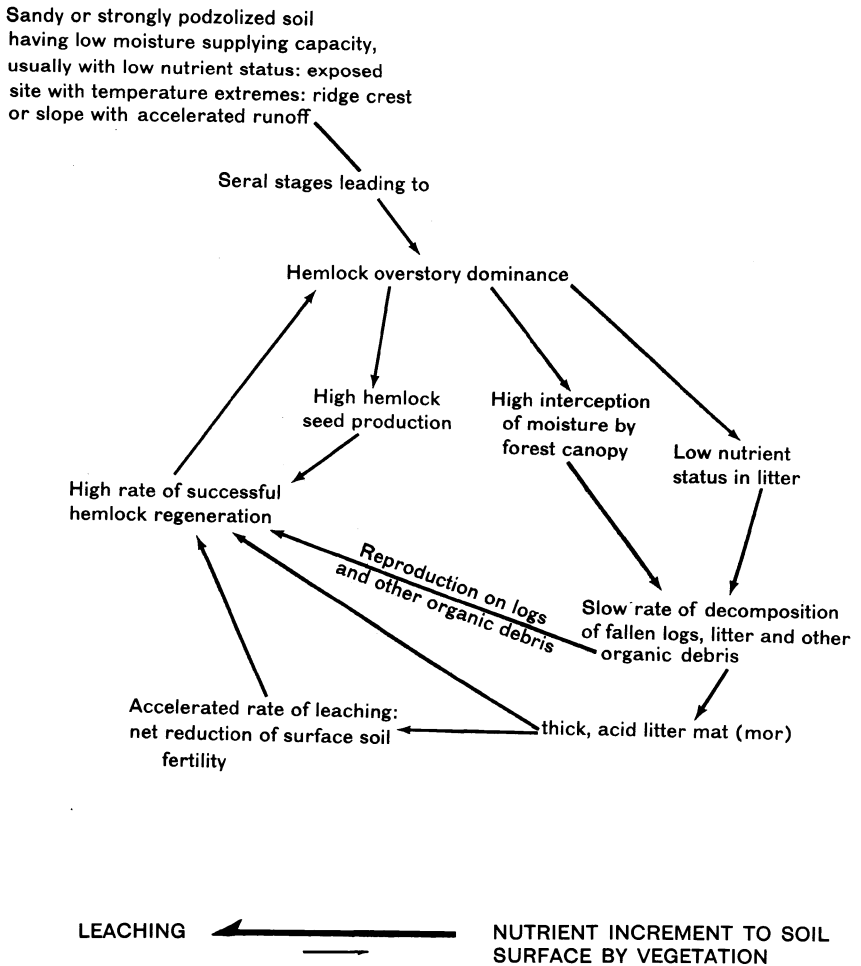 Sandy or strongly podzolized soil
having low moisture supplying capacity,
usually with low nutrient status: exposed
site with temperature extremes: ridge crest
or slope with accelerated runoff
Seral stages leading to
Hemlock overstory dominance
High hemlock
seed production
High interception
of moisture by
forest canopy
Low nutrient
status in litter
High rate of successful
hemlock regeneration
Reproduction on logs
and other organic debris
Slow rate of decomposition
of fallen logs, litter and other
organic debris
Accelerated rate of leaching:
net reduction of surface soil
fertility
thick, acid litter mat (mor)
LEACHING
NUTRIENT INCREMENT TO SOIL
SURFACE BY VEGETATION